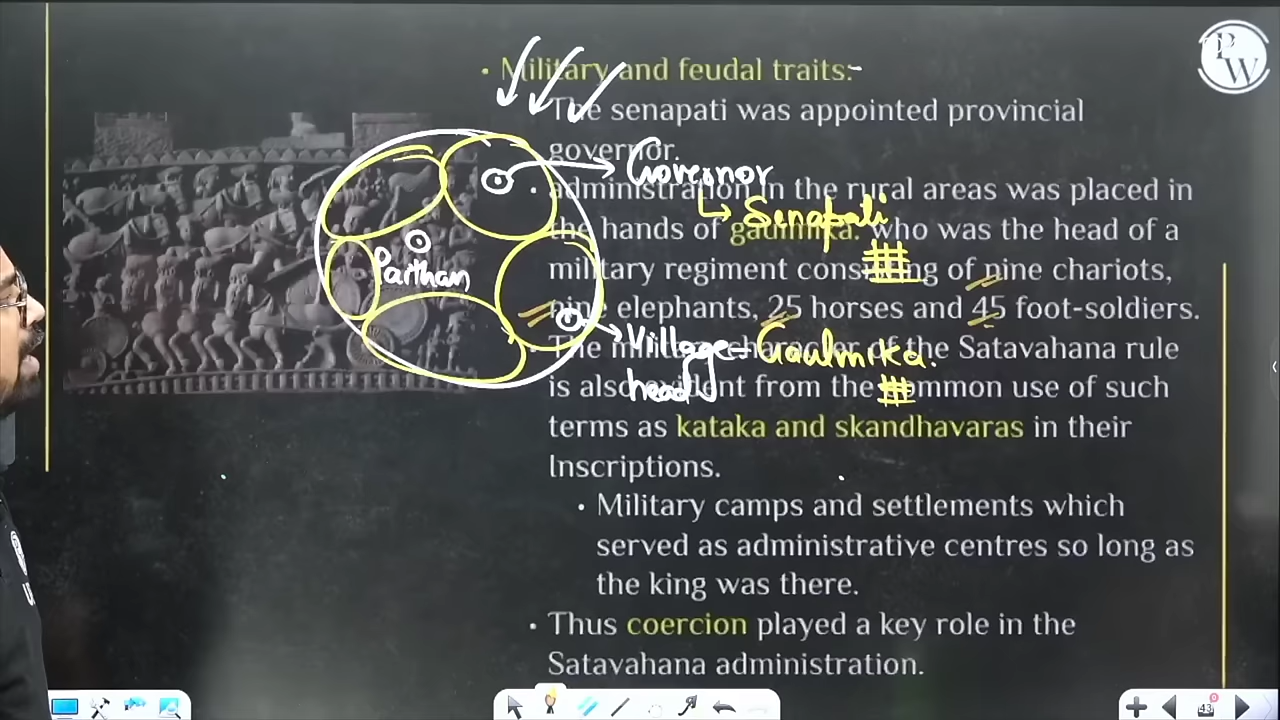 • Military and feudal traits:-
The senapati was appointed provincial
governor.
• administration in the rural areas was placed in
the hands of gaulmika. who was the head of a
military regiment consisting of nine chariots,
nine elephants, 25 horses and 45 foot-soldiers.
• The military character of the Satavahana rule
is also evident from the common use of such
terms as kataka and skandhavaras in their
Inscriptions.
• Military camps and settlements which
served as administrative centres so long as
the king was there.
• Thus coercion played a key role in the
Satavahana administration.
Governor
Senapati
Paithan
Village - Gaulmika.
head
PW
43